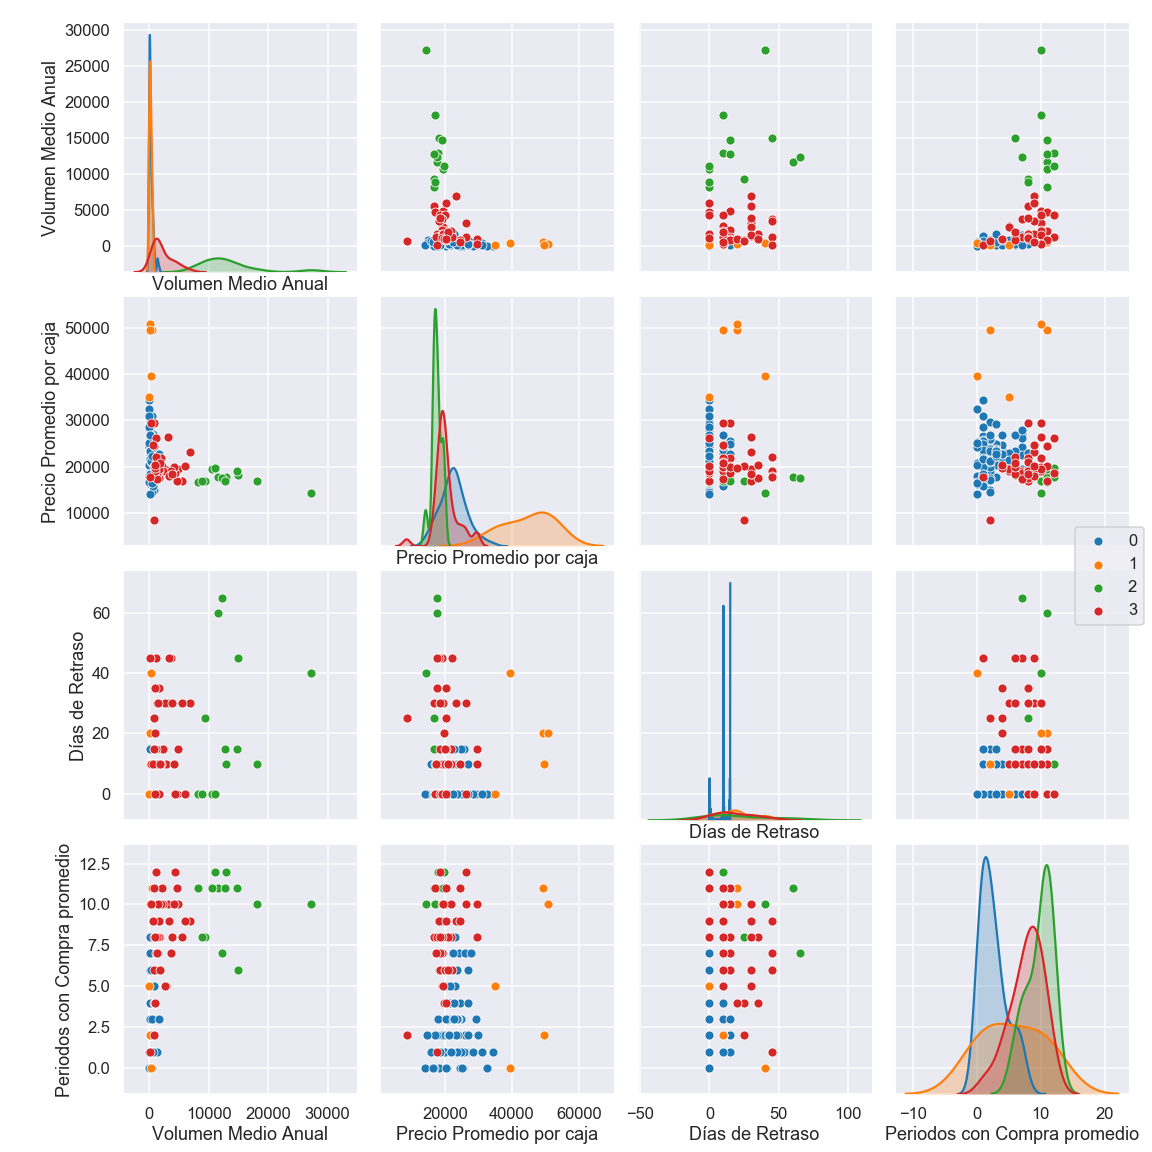 30000
25000
20000
15000
10000
5000
0
Volumen Medio Anual
Volumen Medio Anual
50000
40000
30000
20000
10000
Precio Promedio por caja
Precio Promedio por caja
0
1
2
3
60
40
20
0
Días de Retraso
Días de Retraso
12.5
10.0
7.5
5.0
2.5
0.0
Periodos con Compra promedio
0 10000 20000 30000
20000 40000 60000
−50 0 50 100
−10 0 10 20
Volumen Medio Anual
Precio Promedio por caja
Días de Retraso
Periodos con Compra promedio